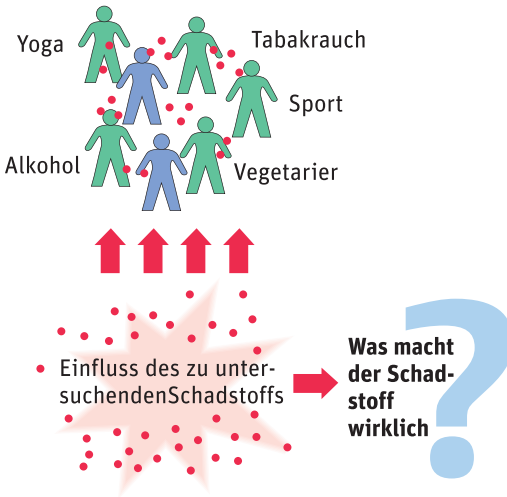 Yoga
Tabakrauch
Sport
Alkohol
Vegetarier
Einfluss des zu unter-
suchendenSchadstoffs
Was macht
der Schad-
stoff
wirklich
?